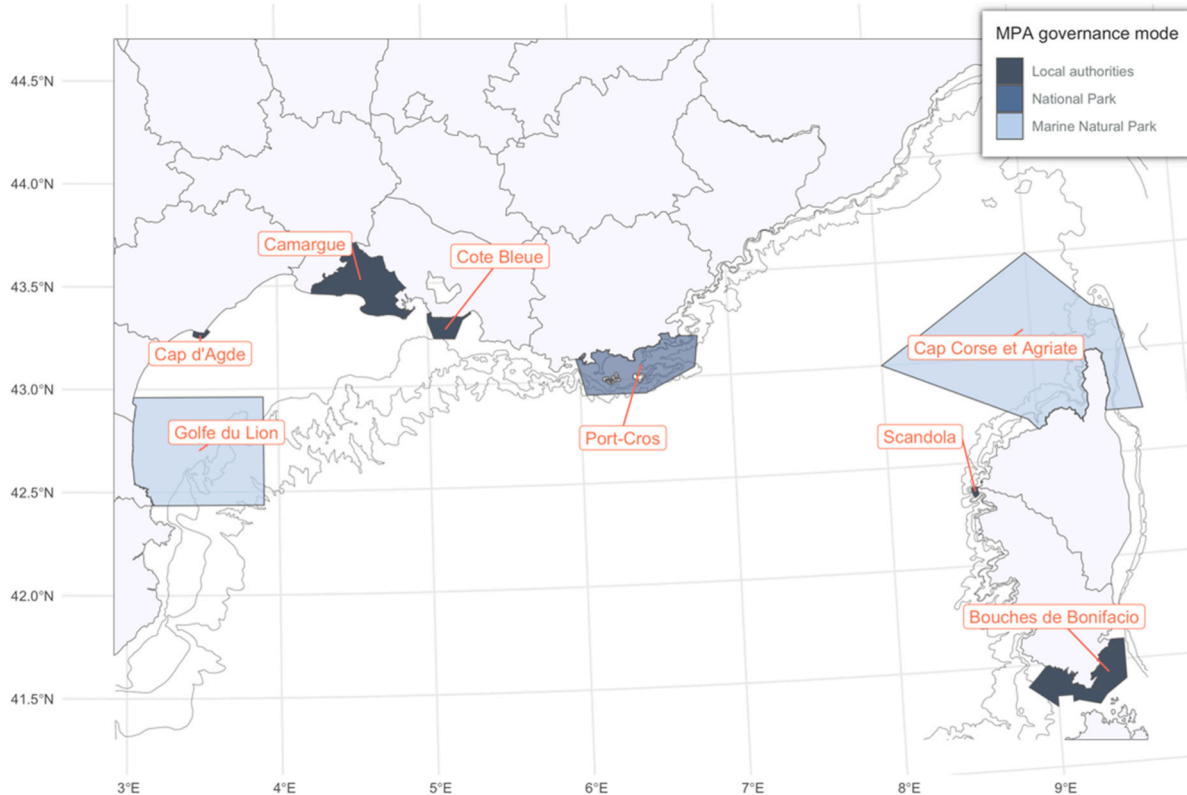 MPA governance mode
Local authorities
National Park
Marine Natural Park
44.5°N
44.0°N
43.5°N
43.0°N
42.5°N
42.0°N
41.5°N
Camargue
Cote Bleue
Cap d'Agde
Cap Corse et Agriate
Golfe du Lion
Port-Cros
Scandola
Bouches de Bonifacio
3°E
4°E
5°E
6°E
7°E
8°E
9°E